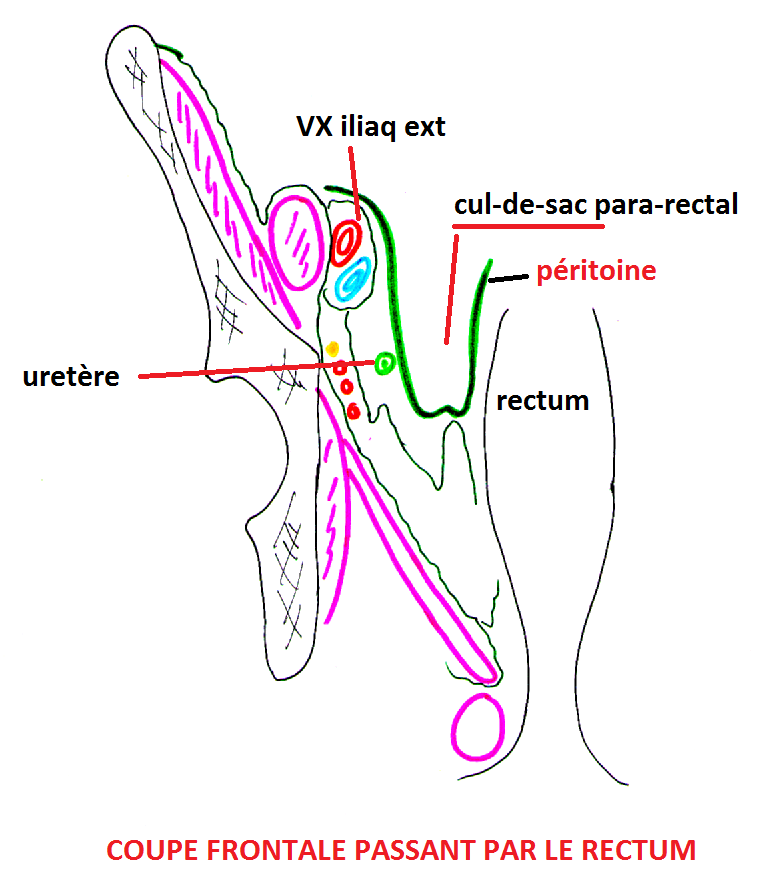 VX iliaq ext
cul-de-sac para-rectal
péritoine
uretère
rectum
COUPE FRONTALE PASSANT PAR LE RECTUM